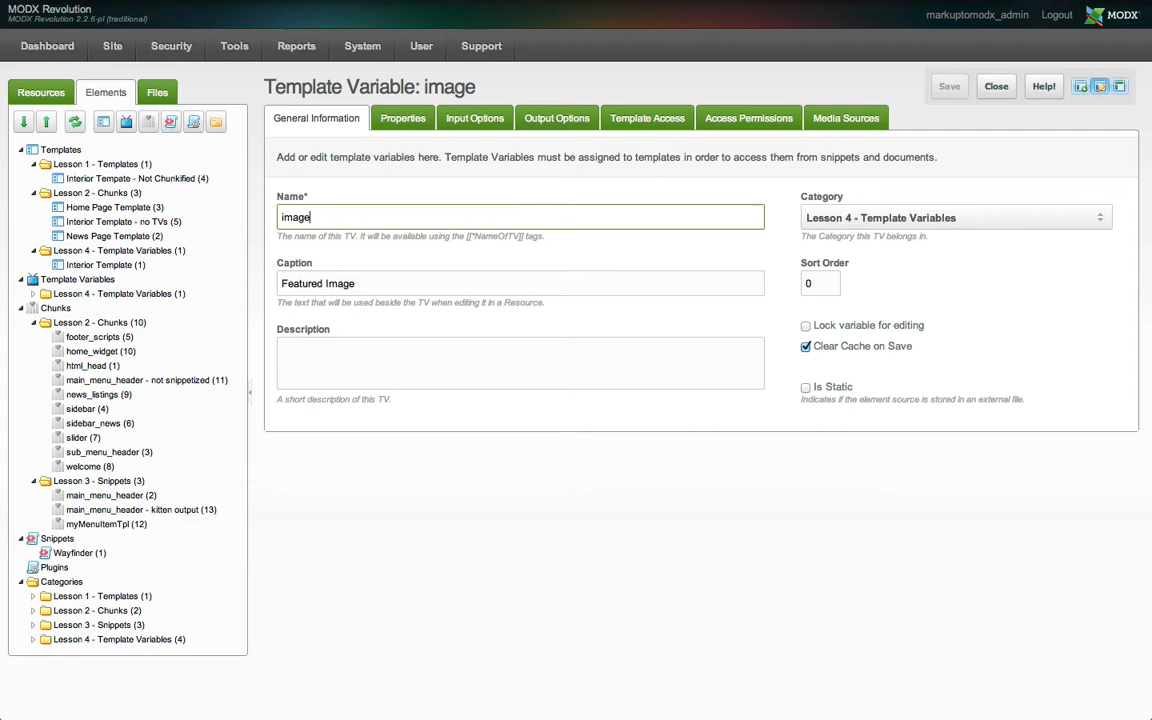 MODX Revolution
MODX Revolution 2.2.6-pl (traditional)
markuptomodx_admin Logout MODX
Dashboard Site Security Tools Reports System User Support
Resources Elements Files
Template Variable: image
Save Close Help!
General Information Properties Input Options Output Options Template Access Access Permissions Media Sources
Add or edit template variables here. Template Variables must be assigned to templates in order to access them from snippets and documents.
Name*
image
The name of this TV. It will be available using the [[*NameOfTV]] tags.
Caption
Featured Image
The text that will be used beside the TV when editing it in a Resource.
Description
A short description of this TV.
Category
Lesson 4 - Template Variables
The Category this TV belongs in.
Sort Order
0
Lock variable for editing
Clear Cache on Save
Is Static
Indicates if the element source is stored in an external file.
Templates
Lesson 1 - Templates (1)
Interior Tempate - Not Chunkified (4)
Lesson 2 - Chunks (3)
Home Page Template (3)
Interior Template - no TVs (5)
News Page Template (2)
Lesson 4 - Template Variables (1)
Interior Template (1)
Template Variables
Lesson 4 - Template Variables (1)
Chunks
Lesson 2 - Chunks (10)
footer_scripts (5)
home_widget (10)
html_head (1)
main_menu_header - not snippetized (11)
news_listings (9)
sidebar (4)
sidebar_news (6)
slider (7)
sub_menu_header (3)
welcome (8)
Lesson 3 - Snippets (3)
main_menu_header (2)
main_menu_header - kitten output (13)
myMenuItemTpl (12)
Snippets
Wayfinder (1)
Plugins
Categories
Lesson 1 - Templates (1)
Lesson 2 - Chunks (2)
Lesson 3 - Snippets (3)
Lesson 4 - Template Variables (4)